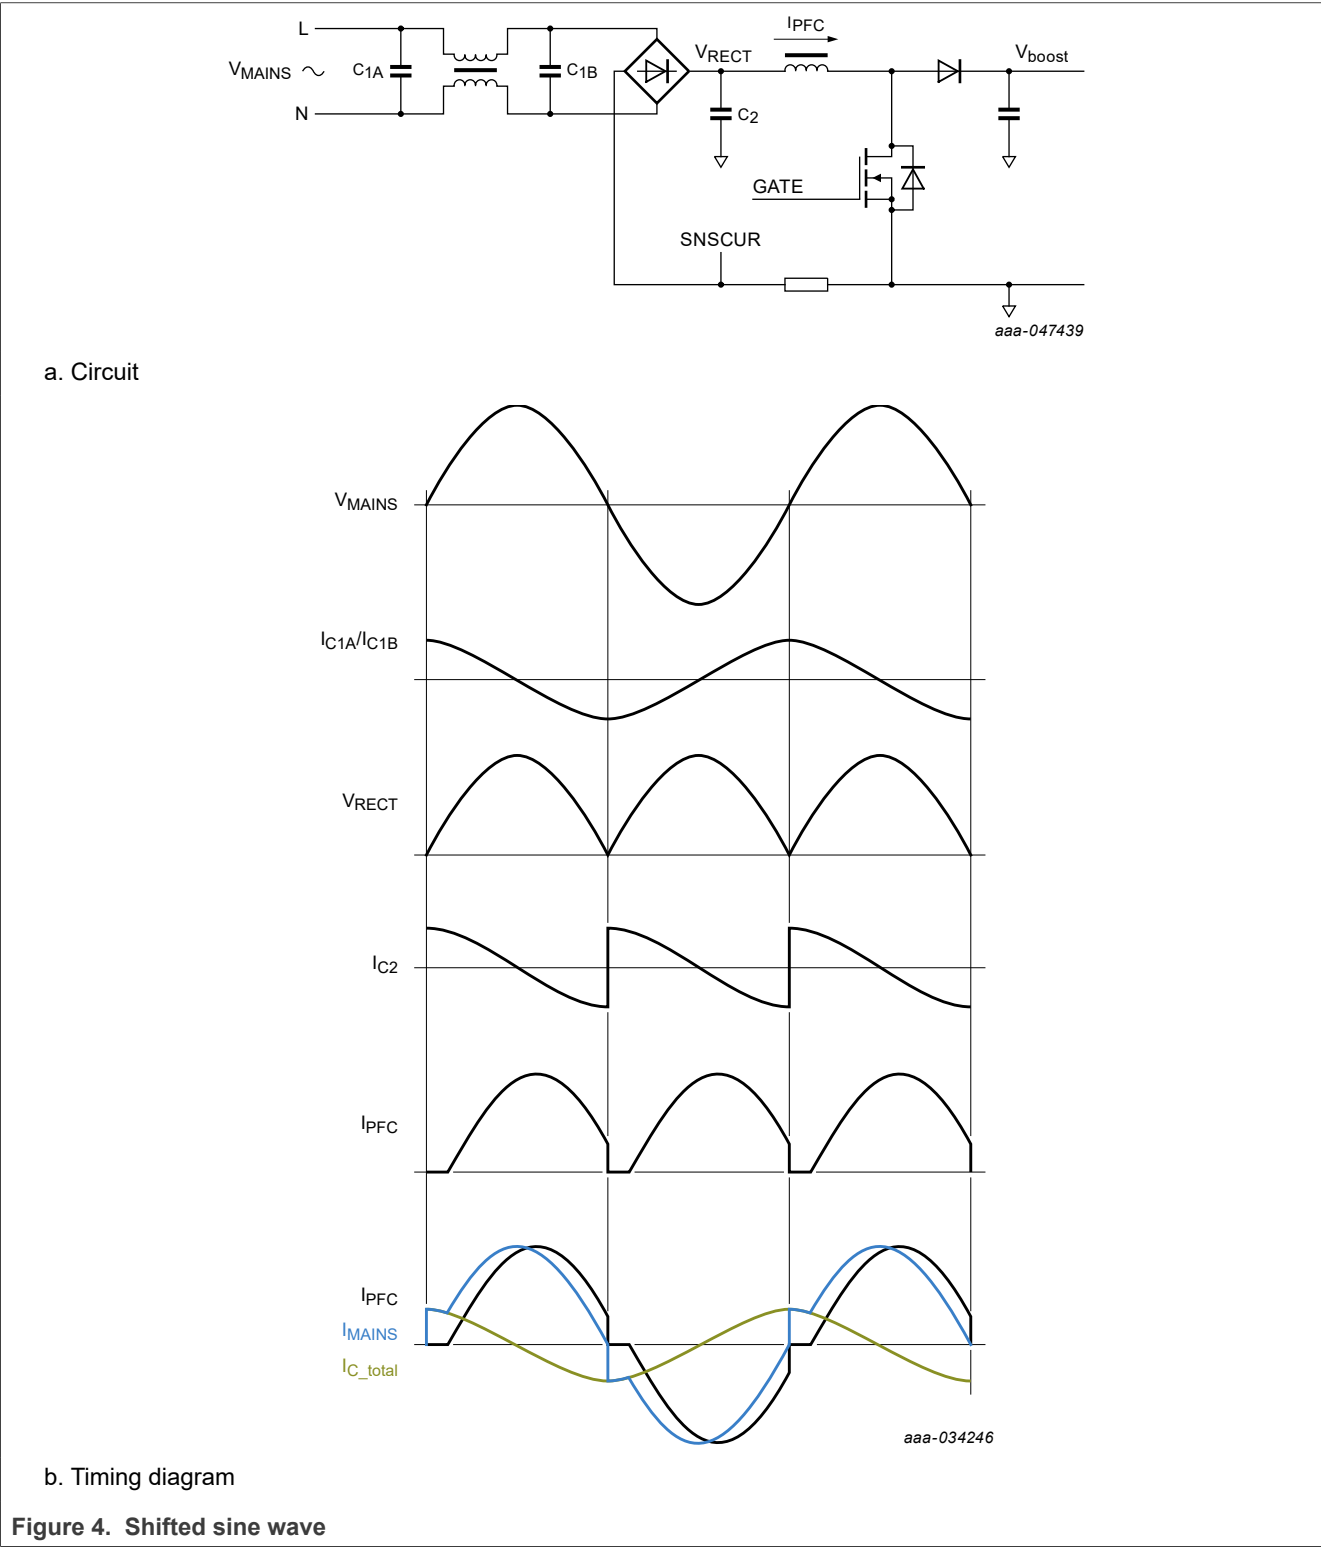 L
IPFC
VMAINS
C1A
C1B
VRECT
Vboost
N
C2
GATE
SNSCUR
aaa-047439
a. Circuit
VMAINS
IC1A/IC1B
VRECT
IC2
IPFC
IPFC
IMAINS
IC_total
aaa-034246
b. Timing diagram
Figure 4. Shifted sine wave